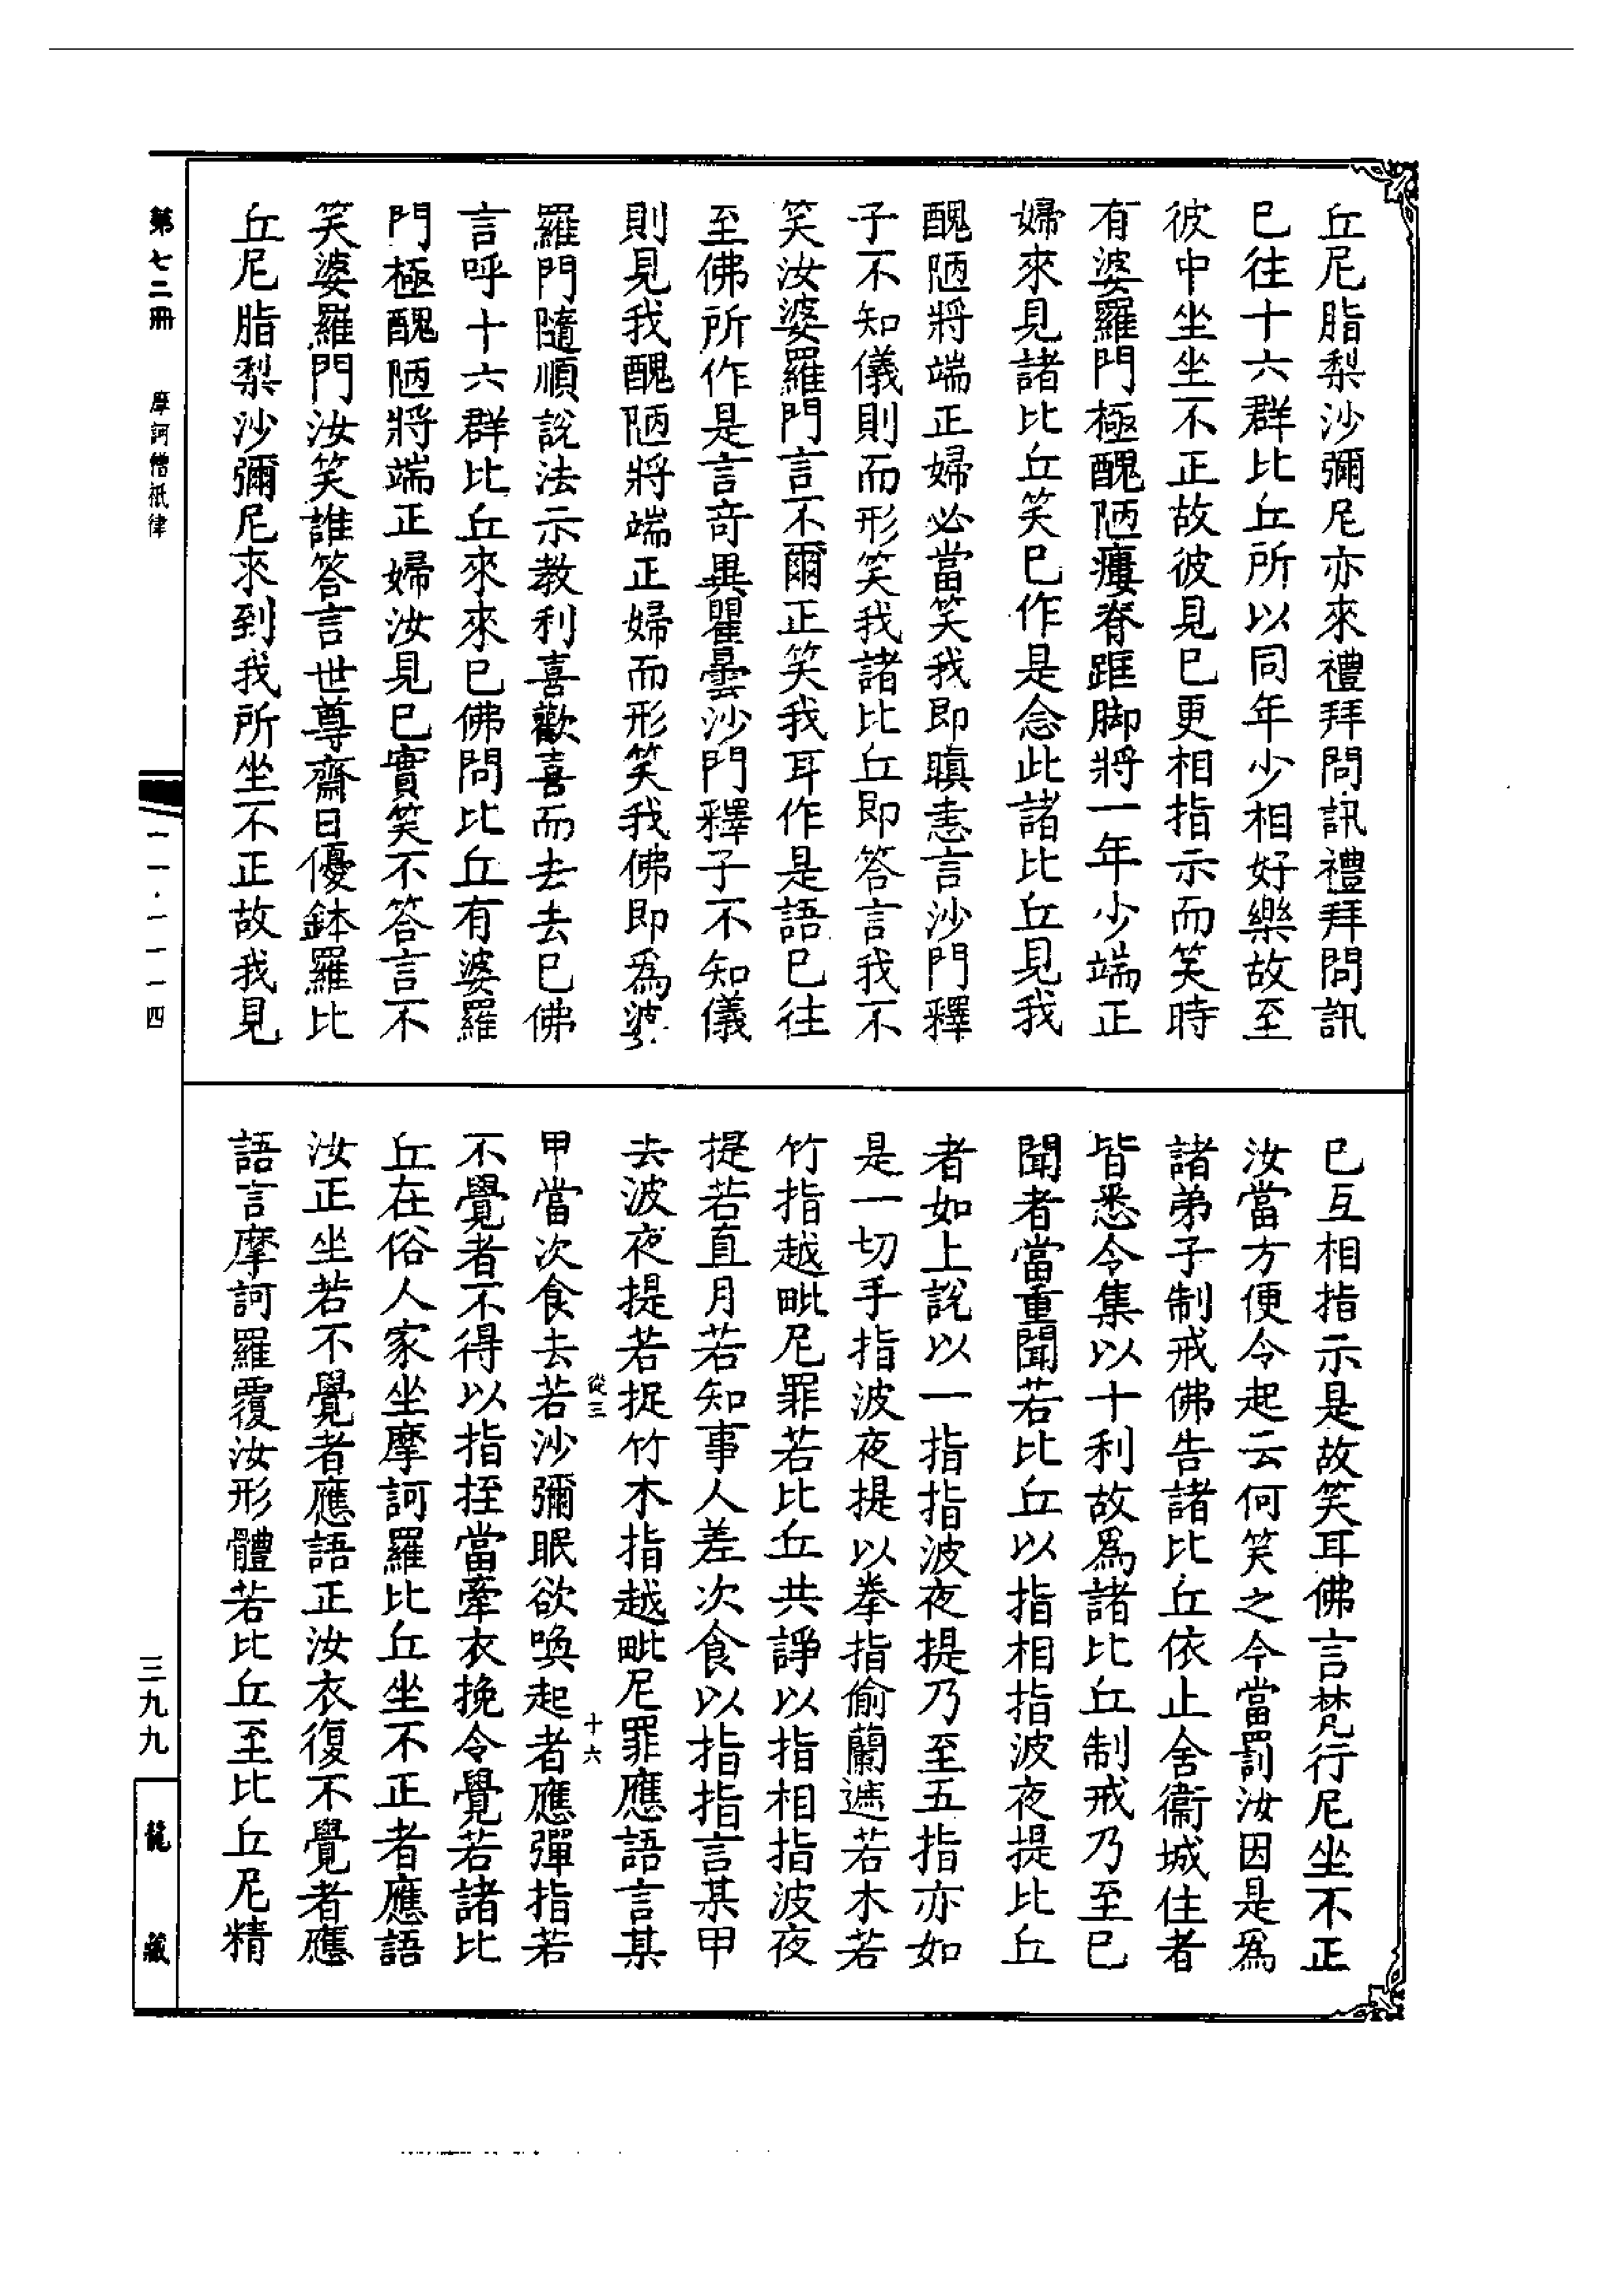 丘尼脂梨沙彌尼亦來禮拜問訊禮拜問訊
已往十六群比丘所以同年少相好樂故至
彼中坐坐不正故彼見已更相指示而笑時
有婆羅門極醜陋瘻脊𨀕脚將一年少端正
婦來見諸比丘笑已作是念此諸比丘見我
醜陋將端正婦必當笑我即瞋恚言沙門釋
子不知儀則而形笑我諸比丘即答言我不
笑汝婆羅門言不爾正笑我耳作是語已往
至佛所作是言奇異瞿曇沙門釋子不知儀
則見我醜陋將端正婦而形笑我佛即為婆
羅門隨順說法示教利喜歡喜而去去已佛
言呼十六群比丘來來已佛問比丘有婆羅
門極醜陋將端正婦汝見已實笑不答言不
笑婆羅門汝笑誰答言世尊齋日優鉢羅比
丘尼脂梨沙彌尼來到我所坐不正故我見
已互相指示是故笑耳佛言梵行尼坐不正
汝當方便令起云何笑之今當罰汝因是為
諸弟子制戒佛告諸比丘依止舍衞城住者
皆悉令集以十利故為諸比丘制戒乃至已
聞者當重聞若比丘以指相指波夜提比丘
者如上說以一指指波夜提乃至五指亦如
是一切手指波夜提以拳指偷蘭遮若木若
竹指越毗尼罪若比丘共諍以指相指波夜
提若直月若知事人差次食以指指言某甲
去波夜提若捉竹木指越毗尼罪應語言某
甲當次食去若沙彌眠欲喚起者應彈指若
從三
十六
不覺者不得以指挃當牽衣挽令覺若諸比
丘在俗人家坐摩訶羅比丘坐不正者應語
汝正坐若不覺者應語正汝衣復不覺者應
語言摩訶羅覆汝形體若比丘至比丘尼精
第七二冊
摩訶僧祇律
一一·一一一四
三九九
龍藏